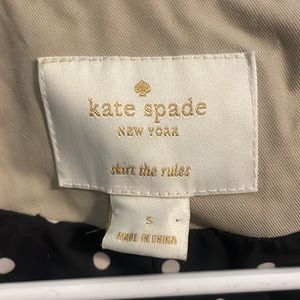 kate spade
NEW YORK
skirt the rules
S
MADE IN CHINA